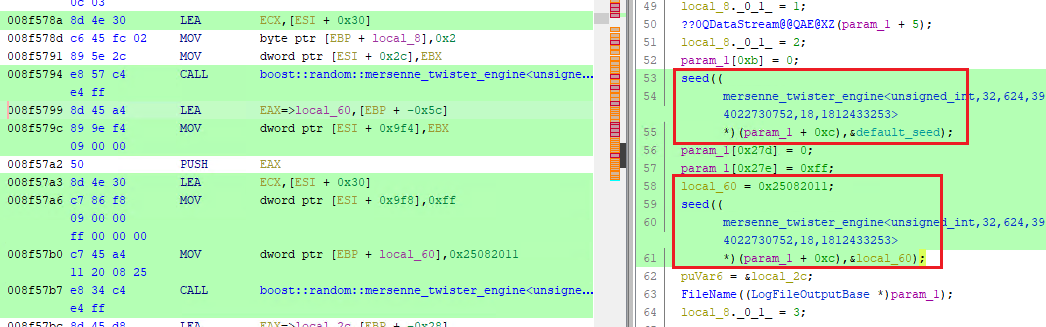 0c 03
008f578a 8d 4e 30 LEA ECX,[ESI + 0x30]
008f578d c6 45 fc 02 MOV byte ptr [EBP + local_8],0x2
008f5791 89 5e 2c MOV dword ptr [ESI + 0x2c],EBX
008f5794 e8 57 c4 CALL boost::random::mersenne_twister_engine<unsigne...
e4 ff
008f5799 8d 45 a4 LEA EAX=>local_60,[EBP + -0x5c]
008f579c 89 9e f4 MOV dword ptr [ESI + 0x9f4],EBX
09 00 00
008f57a2 50 PUSH EAX
008f57a3 8d 4e 30 LEA ECX,[ESI + 0x30]
008f57a6 c7 86 f8 MOV dword ptr [ESI + 0x9f8],0xff
09 00 00
ff 00 00 00
008f57b0 c7 45 a4 MOV dword ptr [EBP + local_60],0x25082011
11 20 08 25
008f57b7 e8 34 c4 CALL boost::random::mersenne_twister_engine<unsigne...
e4 ff
008f57bc 8d 45 d8 LEA EAX=>local_2c,[EBP + -0x28]
49 local_8._0_1_ = 1;
50 ??0QDataStream@@QAE@XZ(param_1 + 5);
51 local_8._0_1_ = 2;
52 param_1[0xb] = 0;
53 seed((
54 mersenne_twister_engine<unsigned_int,32,624,39
4022730752,18,1812433253>
55 *)(param_1 + 0xc),&default_seed);
56 param_1[0x27d] = 0;
57 param_1[0x27e] = 0xff;
58 local_60 = 0x25082011;
59 seed((
60 mersenne_twister_engine<unsigned_int,32,624,39
4022730752,18,1812433253>
61 *)(param_1 + 0xc),&local_60);
62 puVar6 = &local_2c;
63 FileName((LogFileOutputBase *)param_1);
64 local_8._0_1_ = 3;